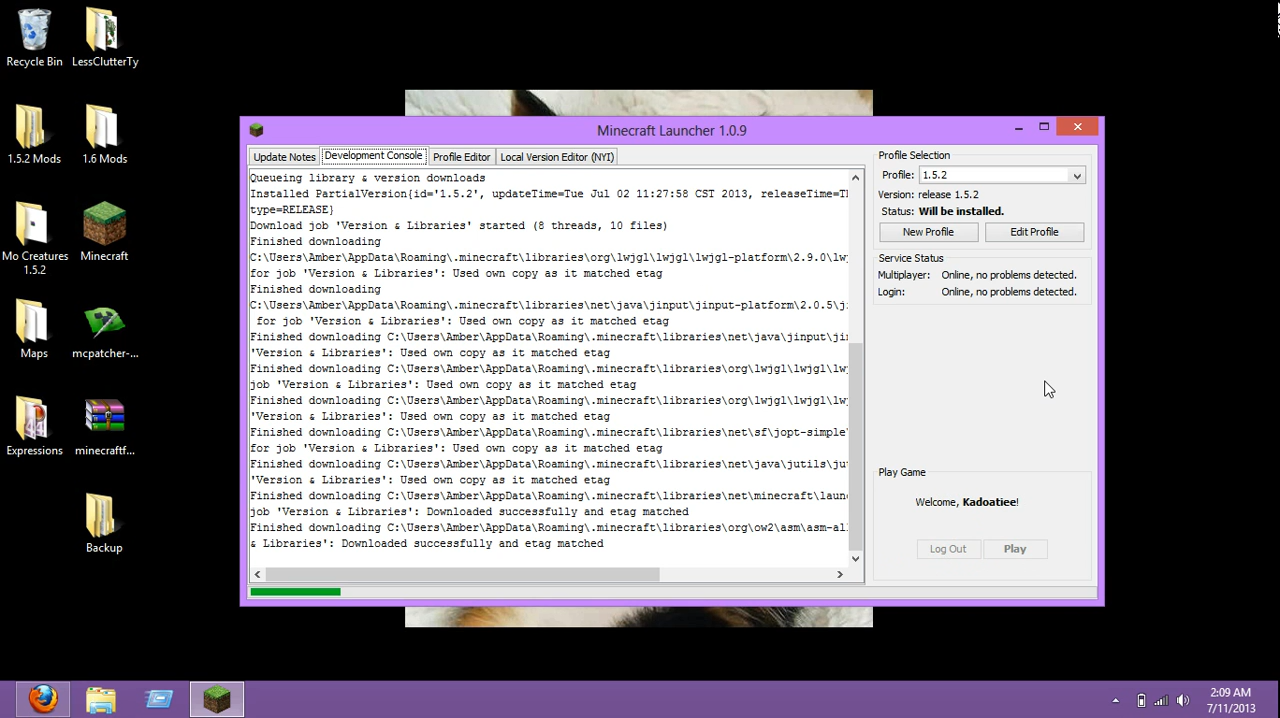 Recycle Bin
LessClutterTy
1.5.2 Mods
1.6 Mods
Mo Creatures
1.5.2
Minecraft
Maps
mcpatcher-...
Expressions
minecraftf...
Backup
Minecraft Launcher 1.0.9
Update Notes
Development Console
Profile Editor
Local Version Editor (NYI)
Queueing library & version downloads
Installed PartialVersion{id='1.5.2', updateTime=Tue Jul 02 11:27:58 CST 2013, releaseTime=TH
type=RELEASE}
Download job 'Version & Libraries' started (8 threads, 10 files)
Finished downloading
C:\Users\Amber\AppData\Roaming\.minecraft\libraries\org\lwjgl\lwjgl\lwjgl-platform\2.9.0\lwj
for job 'Version & Libraries': Used own copy as it matched etag
Finished downloading
C:\Users\Amber\AppData\Roaming\.minecraft\libraries\net\java\jinput\jinput-platform\2.0.5\ji
for job 'Version & Libraries': Used own copy as it matched etag
Finished downloading C:\Users\Amber\AppData\Roaming\.minecraft\libraries\net\java\jinput\jin
'Version & Libraries': Used own copy as it matched etag
Finished downloading C:\Users\Amber\AppData\Roaming\.minecraft\libraries\org\lwjgl\lwjgl\lwj
job 'Version & Libraries': Used own copy as it matched etag
Finished downloading C:\Users\Amber\AppData\Roaming\.minecraft\libraries\org\lwjgl\lwjgl\lwj
'Version & Libraries': Used own copy as it matched etag
Finished downloading C:\Users\Amber\AppData\Roaming\.minecraft\libraries\net\sf\jopt-simple\
for job 'Version & Libraries': Used own copy as it matched etag
Finished downloading C:\Users\Amber\AppData\Roaming\.minecraft\libraries\net\java\jutils\jut
'Version & Libraries': Used own copy as it matched etag
Finished downloading C:\Users\Amber\AppData\Roaming\.minecraft\libraries\net\minecraft\laun
job 'Version & Libraries': Downloaded successfully and etag matched
Finished downloading C:\Users\Amber\AppData\Roaming\.minecraft\libraries\org\ow2\asm\asm-all
& Libraries': Downloaded successfully and etag matched
Profile Selection
Profile: 1.5.2
Version: release 1.5.2
Status: Will be installed.
New Profile
Edit Profile
Service Status
Multiplayer: Online, no problems detected.
Login: Online, no problems detected.
Play Game
Welcome, Kadoatiee!
Log Out
Play
2:09 AM
7/11/2013